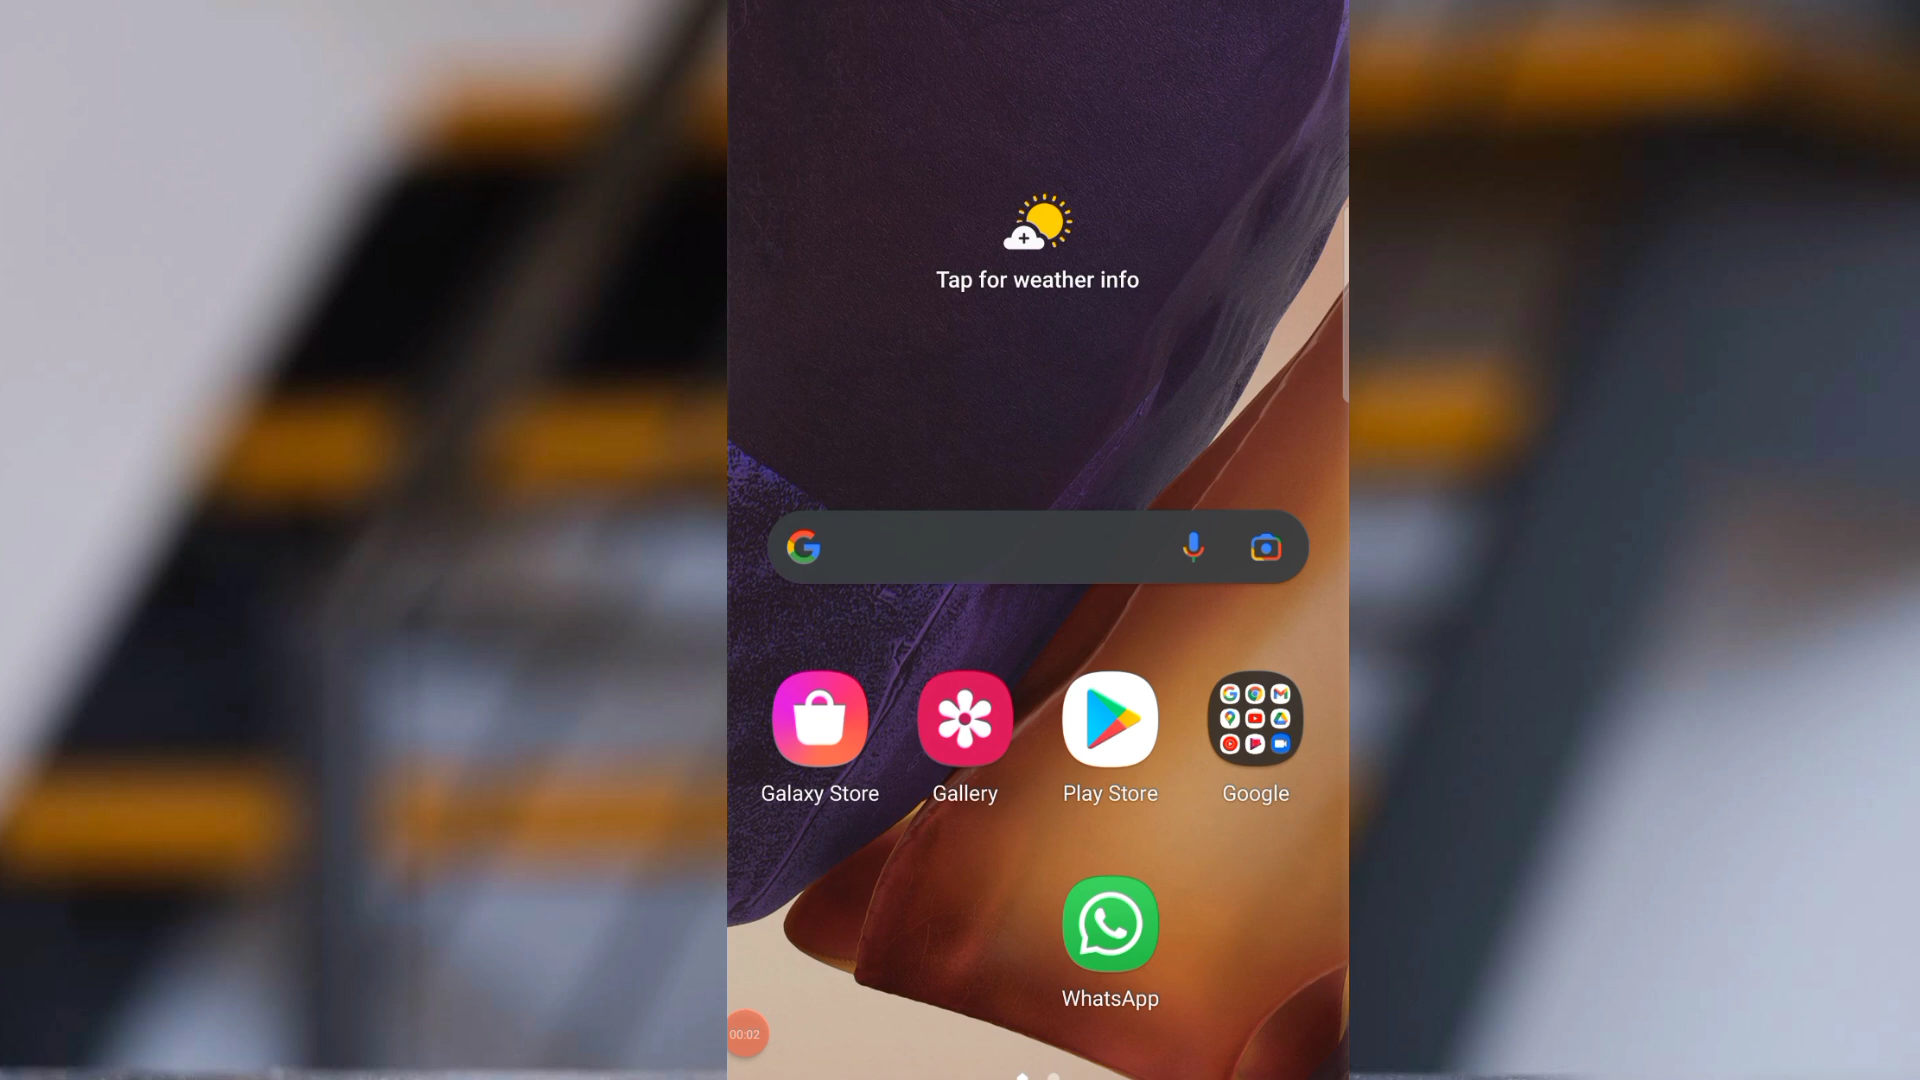 Tap for weather info
Galaxy Store
Gallery
Play Store
Google
WhatsApp
00:02